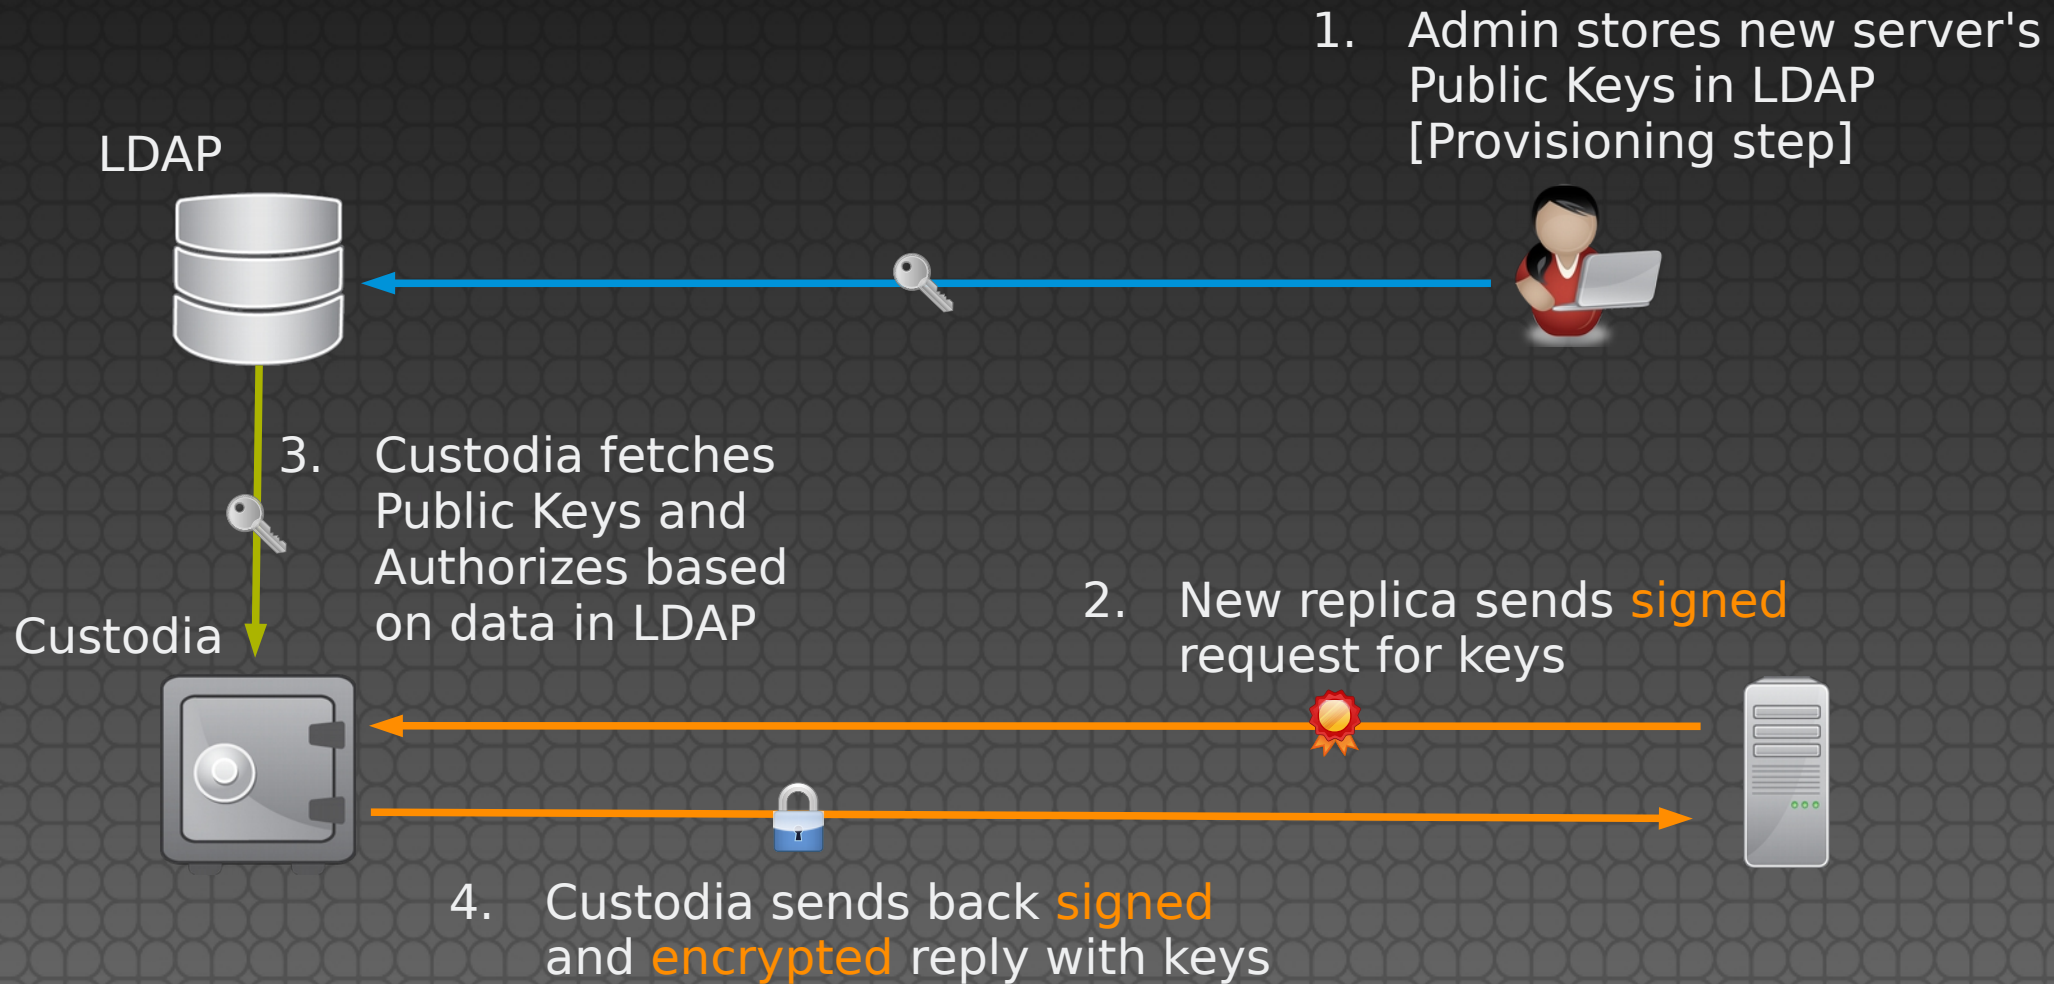 1. Admin stores new server's
Public Keys in LDAP
[Provisioning step]
LDAP
3. Custodia fetches
Public Keys and
Authorizes based
on data in LDAP
Custodia
2. New replica sends signed
request for keys
4. Custodia sends back signed
and encrypted reply with keys